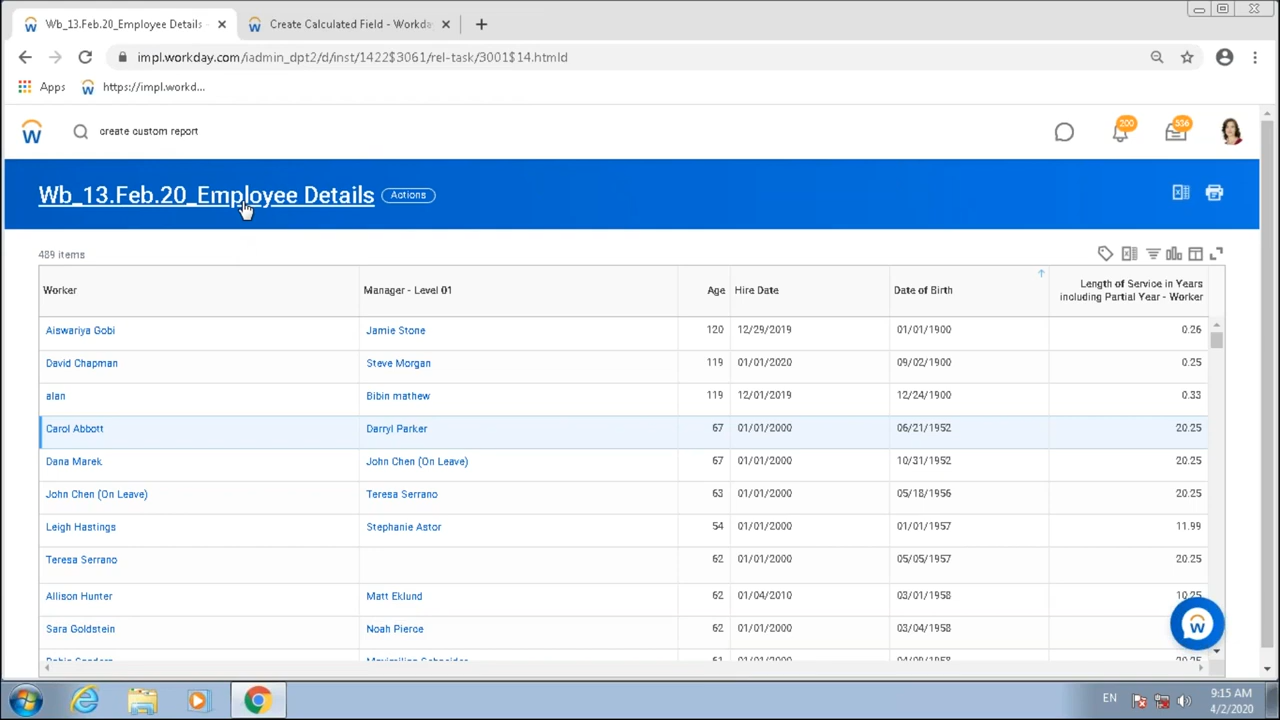 Wb_13.Feb.20_Employee Details -
Create Calculated Field - Workda
impl.workday.com/iadmin_dpt2/d/inst/1422$3061/rel-task/3001$14.htmld
Apps https://impl.workd...
create custom report
200
336
Wb_13.Feb.20_Employee Details Actions
489 items
Worker Manager - Level 01 Age Hire Date Date of Birth Length of Service in Years including Partial Year - Worker
Aiswariya Gobi Jamie Stone 120 12/29/2019 01/01/1900 0.26
David Chapman Steve Morgan 119 01/01/2020 09/02/1900 0.25
alan Bibin mathew 119 12/01/2019 12/24/1900 0.33
Carol Abbott Darryl Parker 67 01/01/2000 06/21/1952 20.25
Dana Marek John Chen (On Leave) 67 01/01/2000 10/31/1952 20.25
John Chen (On Leave) Teresa Serrano 63 01/01/2000 05/18/1956 20.25
Leigh Hastings Stephanie Astor 54 01/01/2000 01/01/1957 11.99
Teresa Serrano 62 01/01/2000 05/05/1957 20.25
Allison Hunter Matt Eklund 62 01/04/2010 03/01/1958 10.25
Sara Goldstein Noah Pierce 62 01/01/2000 03/04/1958
EN 9:15 AM
4/2/2020